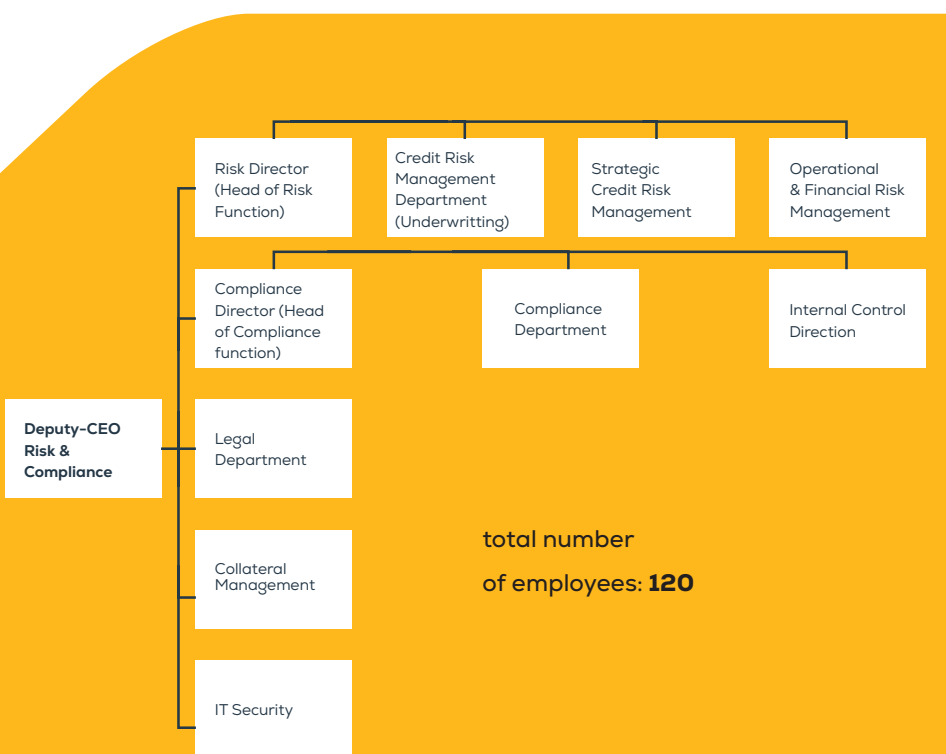 Risk Director
(Head of Risk
Function)
Credit Risk
Management
Department
(Underwritting)
Strategic
Credit Risk
Management
Operational
& Financial Risk
Management
Compliance
Director (Head
of Compliance
function)
Compliance
Department
Internal Control
Direction
Deputy-CEO
Risk &
Compliance
Legal
Department
Collateral
Management
IT Security
total number
of employees: 120